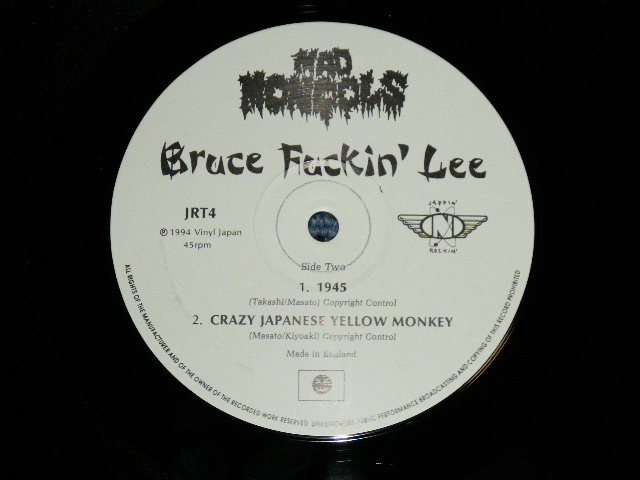 MAD
MONGOLS
Bruce Fuckin' Lee
JRT4
℗ 1994 Vinyl Japan
45rpm
JAPPIN'
ROCKIN'
Side Two
1. 1945
(Takashi/Masato) Copyright Control
2. CRAZY JAPANESE YELLOW MONKEY
(Masato/Kiyoaki) Copyright Control
Made in England.
ALL RIGHTS OF THE MANUFACTURER AND OF THE OWNER OF THE RECORDED WORK RESERVED. UNAUTHORISED PUBLIC PERFORMANCE BROADCASTING AND COPYING OF THIS RECORD PROHIBITED